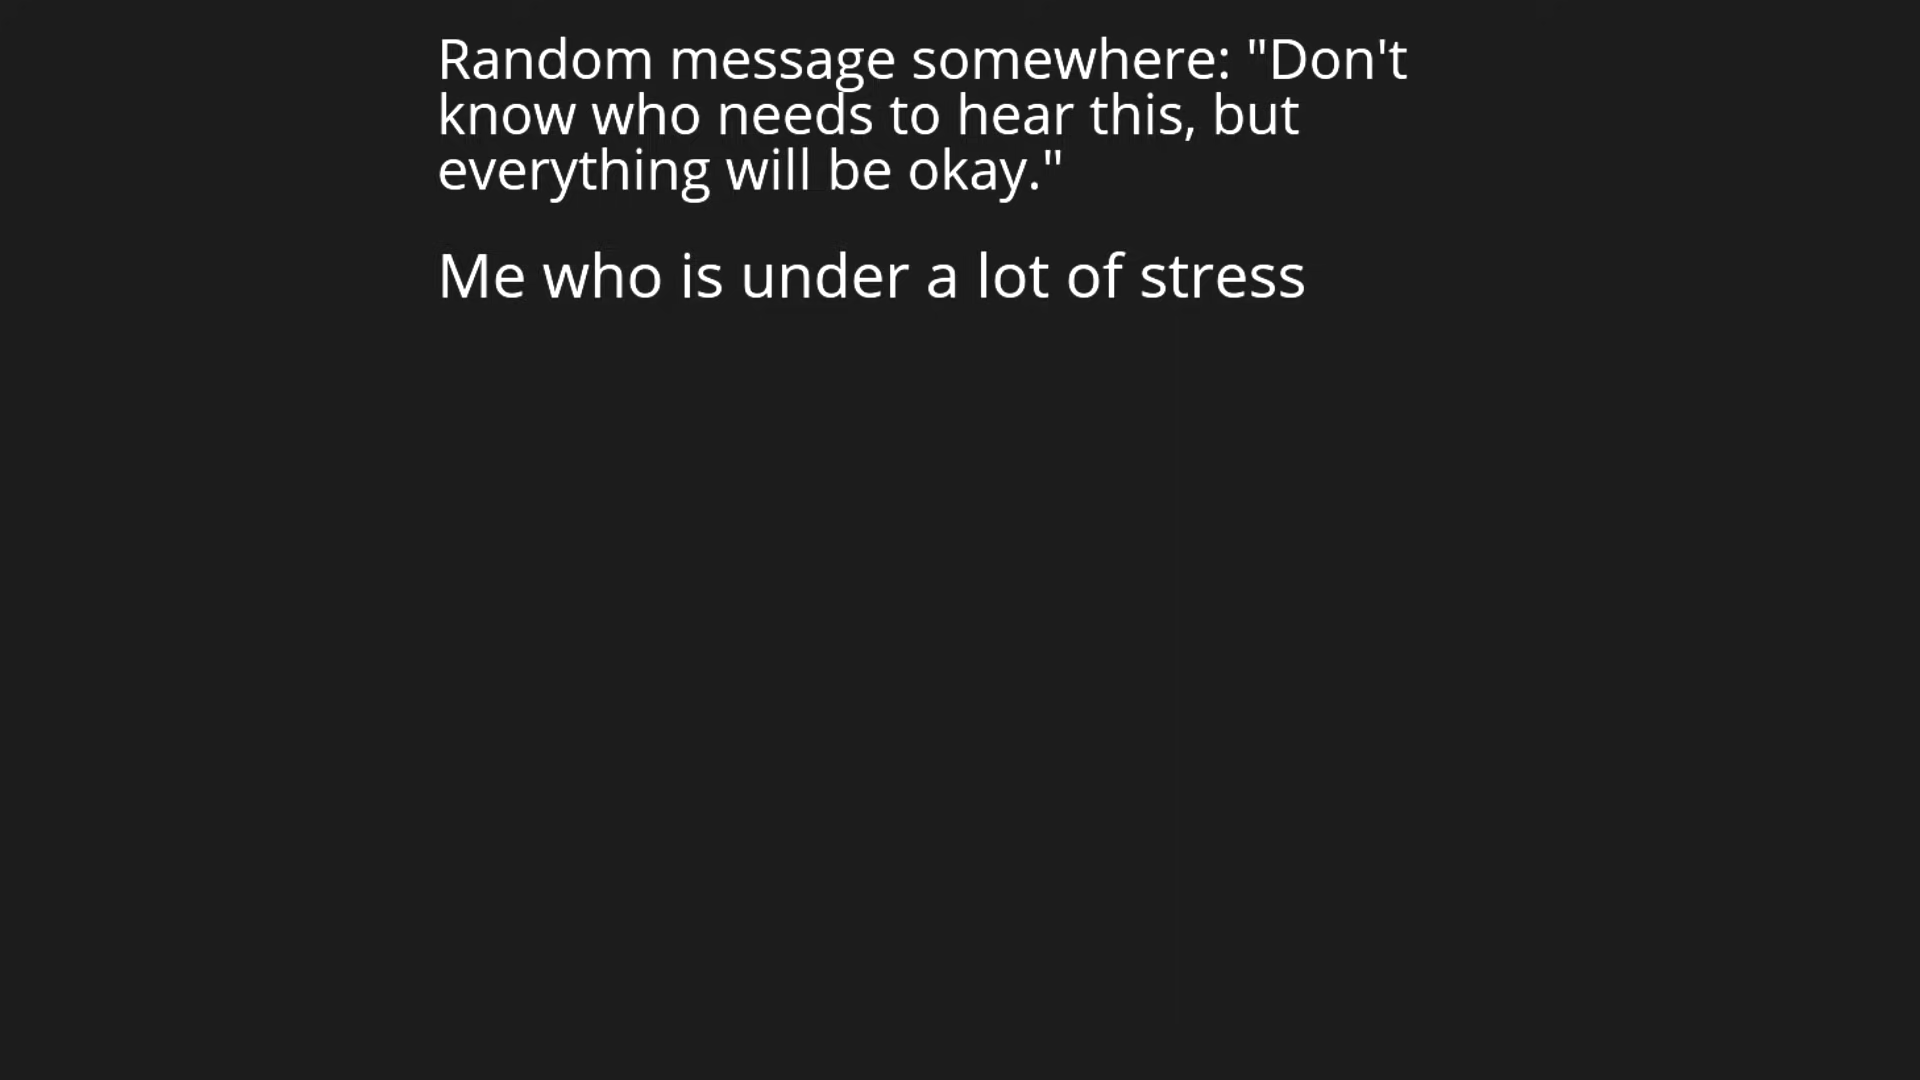 Random message somewhere: "Don't
know who needs to hear this, but
everything will be okay."
Me who is under a lot of stress